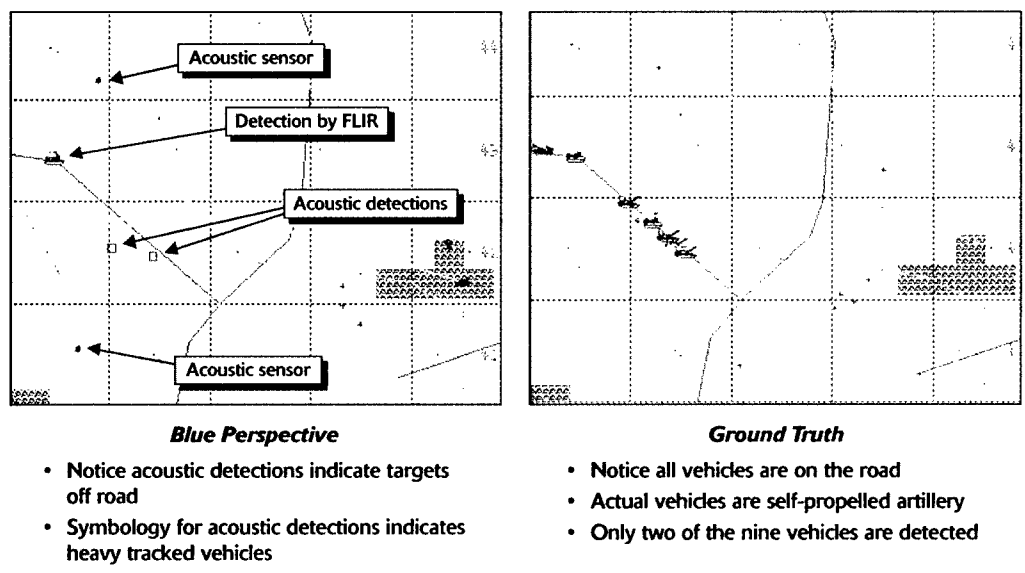 Acoustic sensor
Detection by FLIR
Acoustic detections
Acoustic sensor
Blue Perspective
• Notice acoustic detections indicate targets
off road
• Symbology for acoustic detections indicates
heavy tracked vehicles
Ground Truth
• Notice all vehicles are on the road
• Actual vehicles are self-propelled artillery
• Only two of the nine vehicles are detected